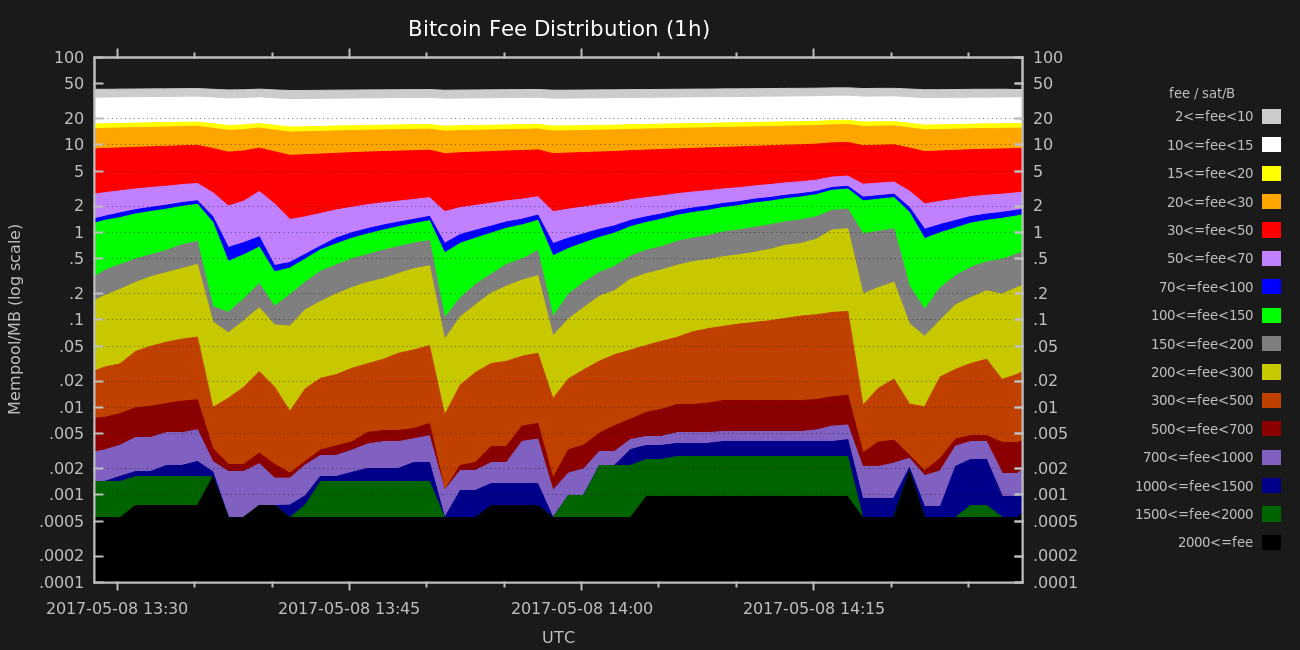 Bitcoin Fee Distribution (1h)
Mempool/MB (log scale)
100
50
20
10
5
2
1
.5
.2
.1
.05
.02
.01
.005
.002
.001
.0005
.0002
.0001
100
50
20
10
5
2
1
.5
.2
.1
.05
.02
.01
.005
.002
.001
.0005
.0002
.0001
fee / sat/B
2<=fee<10
10<=fee<15
15<=fee<20
20<=fee<30
30<=fee<50
50<=fee<70
70<=fee<100
100<=fee<150
150<=fee<200
200<=fee<300
300<=fee<500
500<=fee<700
700<=fee<1000
1000<=fee<1500
1500<=fee<2000
2000<=fee
2017-05-08 13:30
2017-05-08 13:45
2017-05-08 14:00
2017-05-08 14:15
UTC